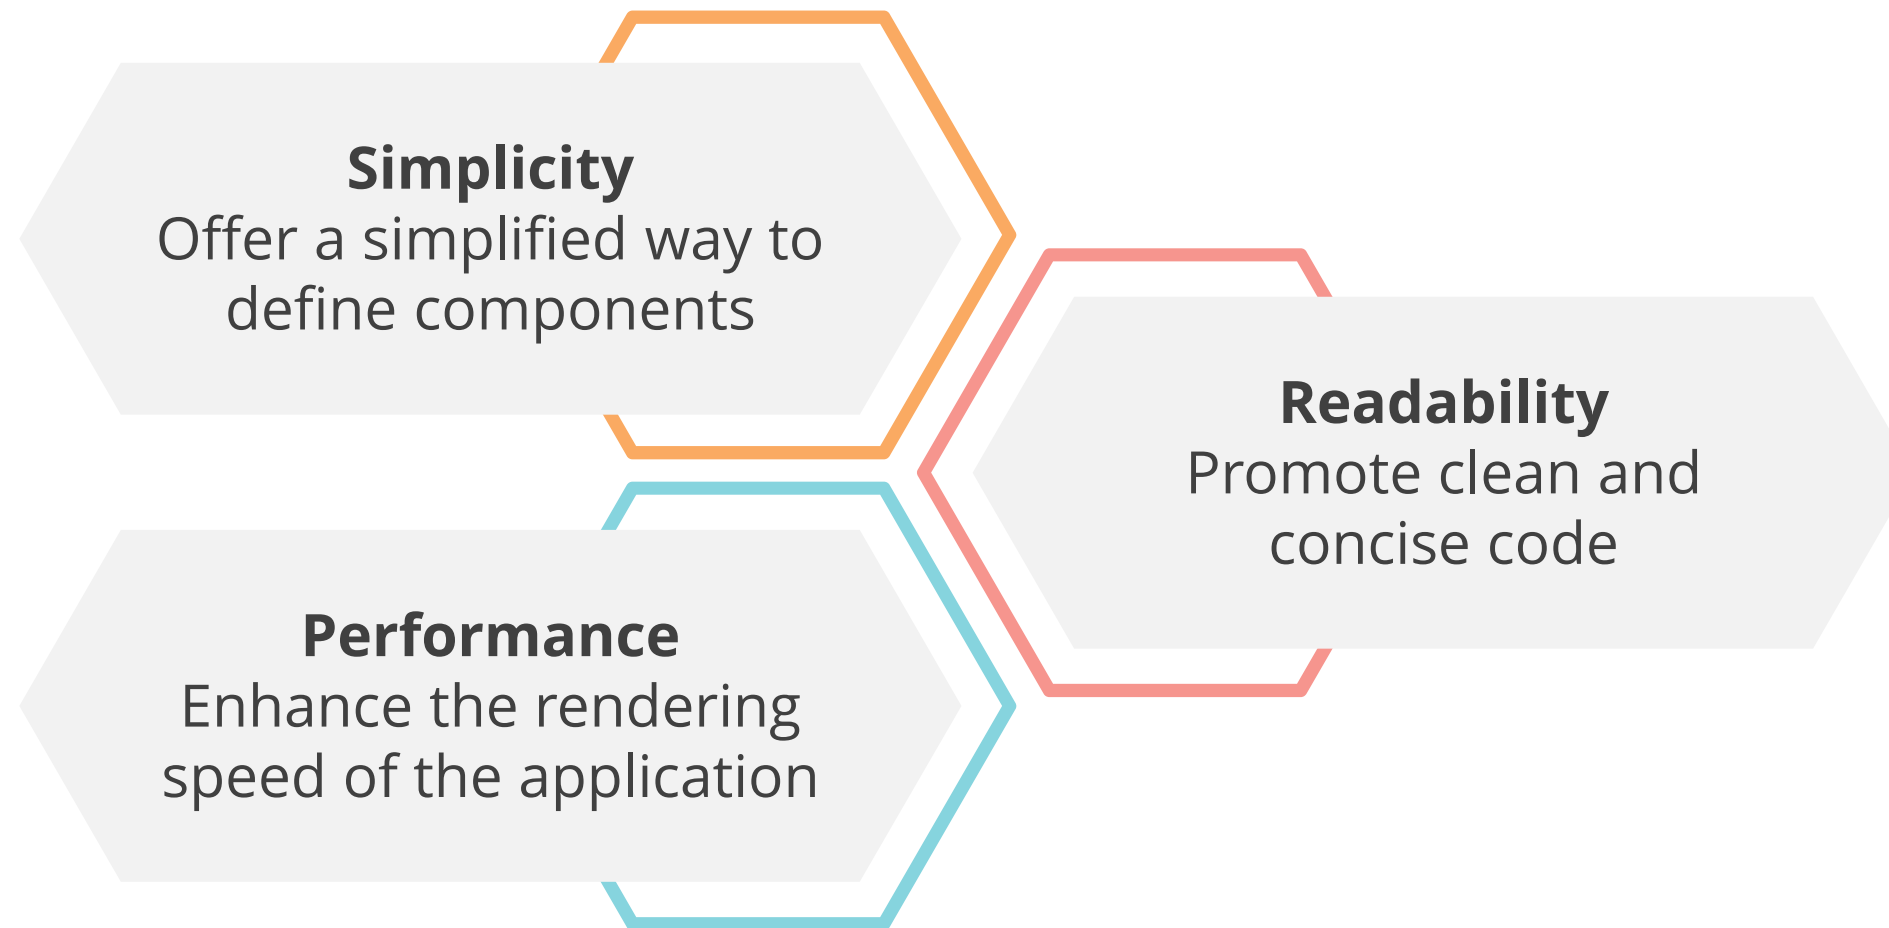 Simplicity
Offer a simplified way to
define components
Readability
Promote clean and
concise code
Performance
Enhance the rendering
speed of the application